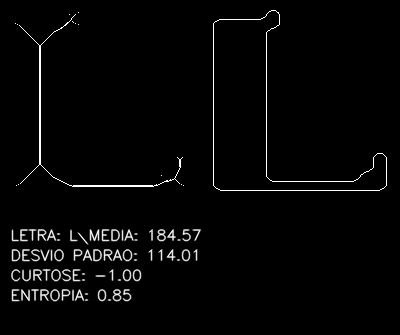 LETRA: L\MEDIA: 184.57
DESVIO PADRAO: 114.01
CURTOSE: -1.00
ENTROPIA: 0.85